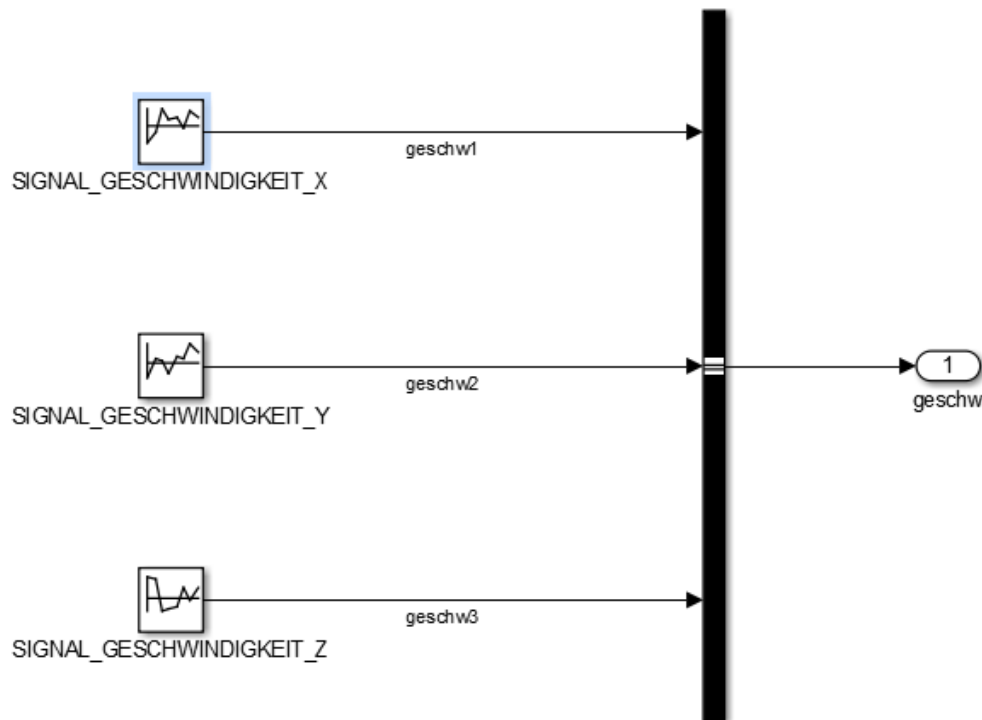 geschw1
SIGNAL_GESCHWINDIGKEIT_X
1
geschw2
geschw
SIGNAL_GESCHWINDIGKEIT_Y
geschw3
SIGNAL_GESCHWINDIGKEIT_Z